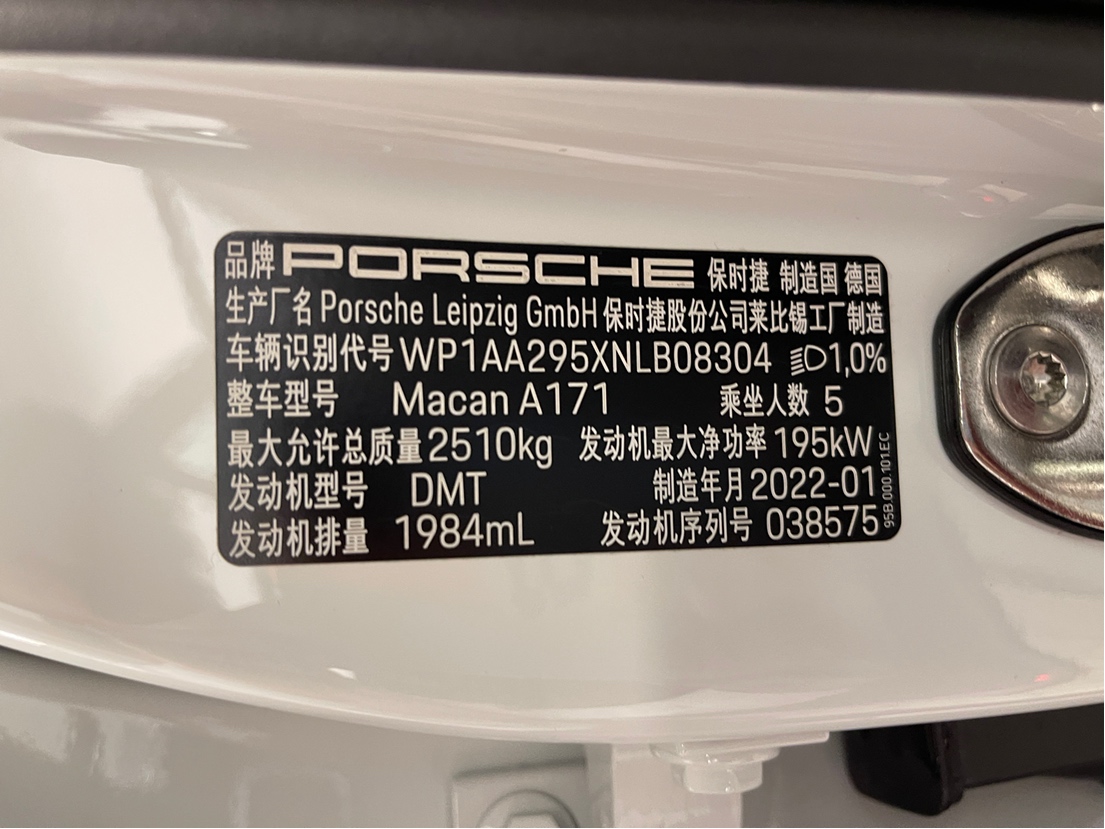 品牌 PORSCHE 保时捷 制造国 德国
生产厂名 Porsche Leipzig GmbH 保时捷股份公司莱比锡工厂制造
车辆识别代号 WP1AA295XNLB08304 1,0%
整车型号 Macan A171 乘坐人数 5
最大允许总质量 2510kg 发动机最大净功率 195kW
发动机型号 DMT 制造年月 2022-01
发动机排量 1984mL 发动机序列号 038575
95B.000.101.EC